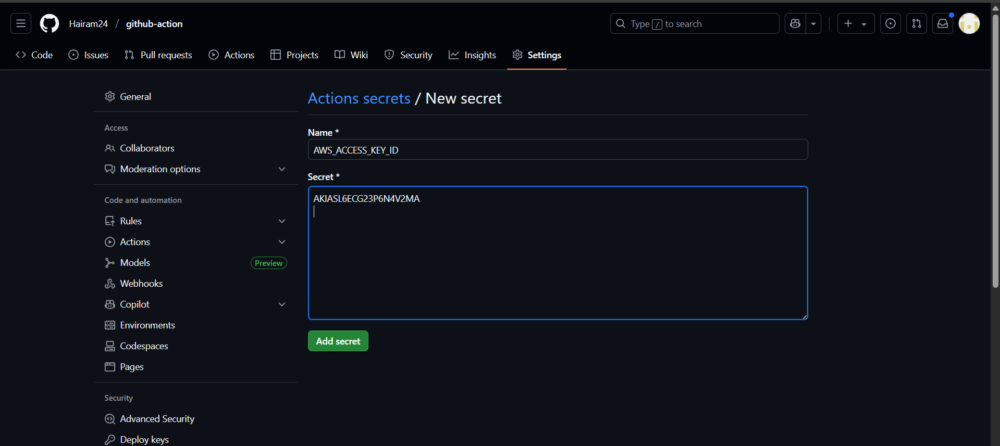 Hairam24 / github-action
Type / to search
Code
Issues
Pull requests
Actions
Projects
Wiki
Security
Insights
Settings
General
Access
Collaborators
Moderation options
Code and automation
Rules
Actions
Models
Preview
Webhooks
Copilot
Environments
Codespaces
Pages
Security
Advanced Security
Deploy keys
Actions secrets / New secret
Name *
AWS_ACCESS_KEY_ID
Secret *
AKIASL6ECG23P6N4V2MA
Add secret